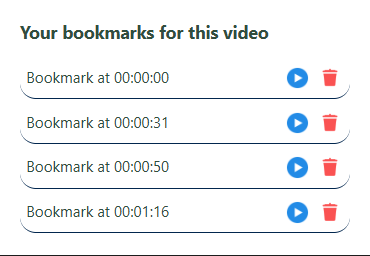 Your bookmarks for this video
Bookmark at 00:00:00
Bookmark at 00:00:31
Bookmark at 00:00:50
Bookmark at 00:01:16